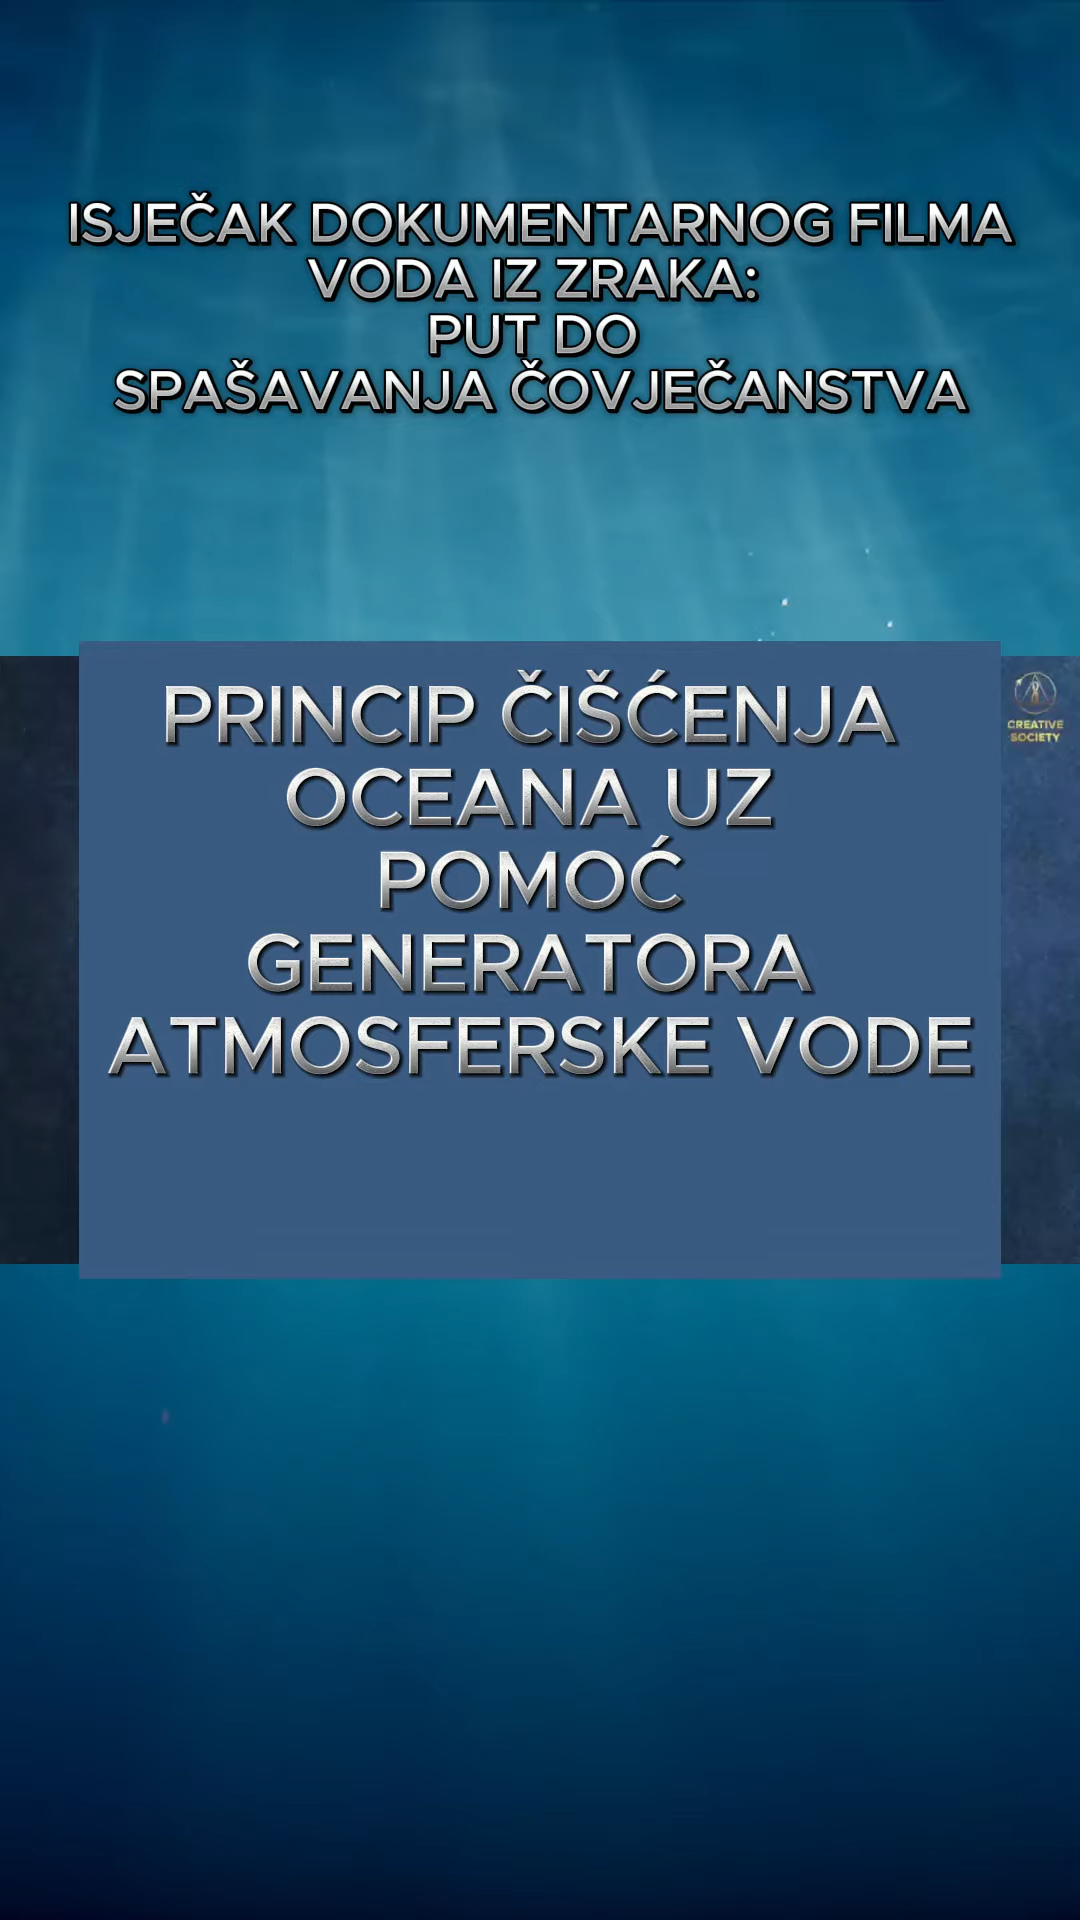 ISJEČAK DOKUMENTARNOG FILMA
VODA IZ ZRAKA:
PUT DO
SPAŠAVANJA ČOVJEČANSTVA
PRINCIP ČIŠĆENJA
OCEANA UZ
POMOĆ
GENERATORA
ATMOSFERSKE VODE
CREATIVE
SOCIETY